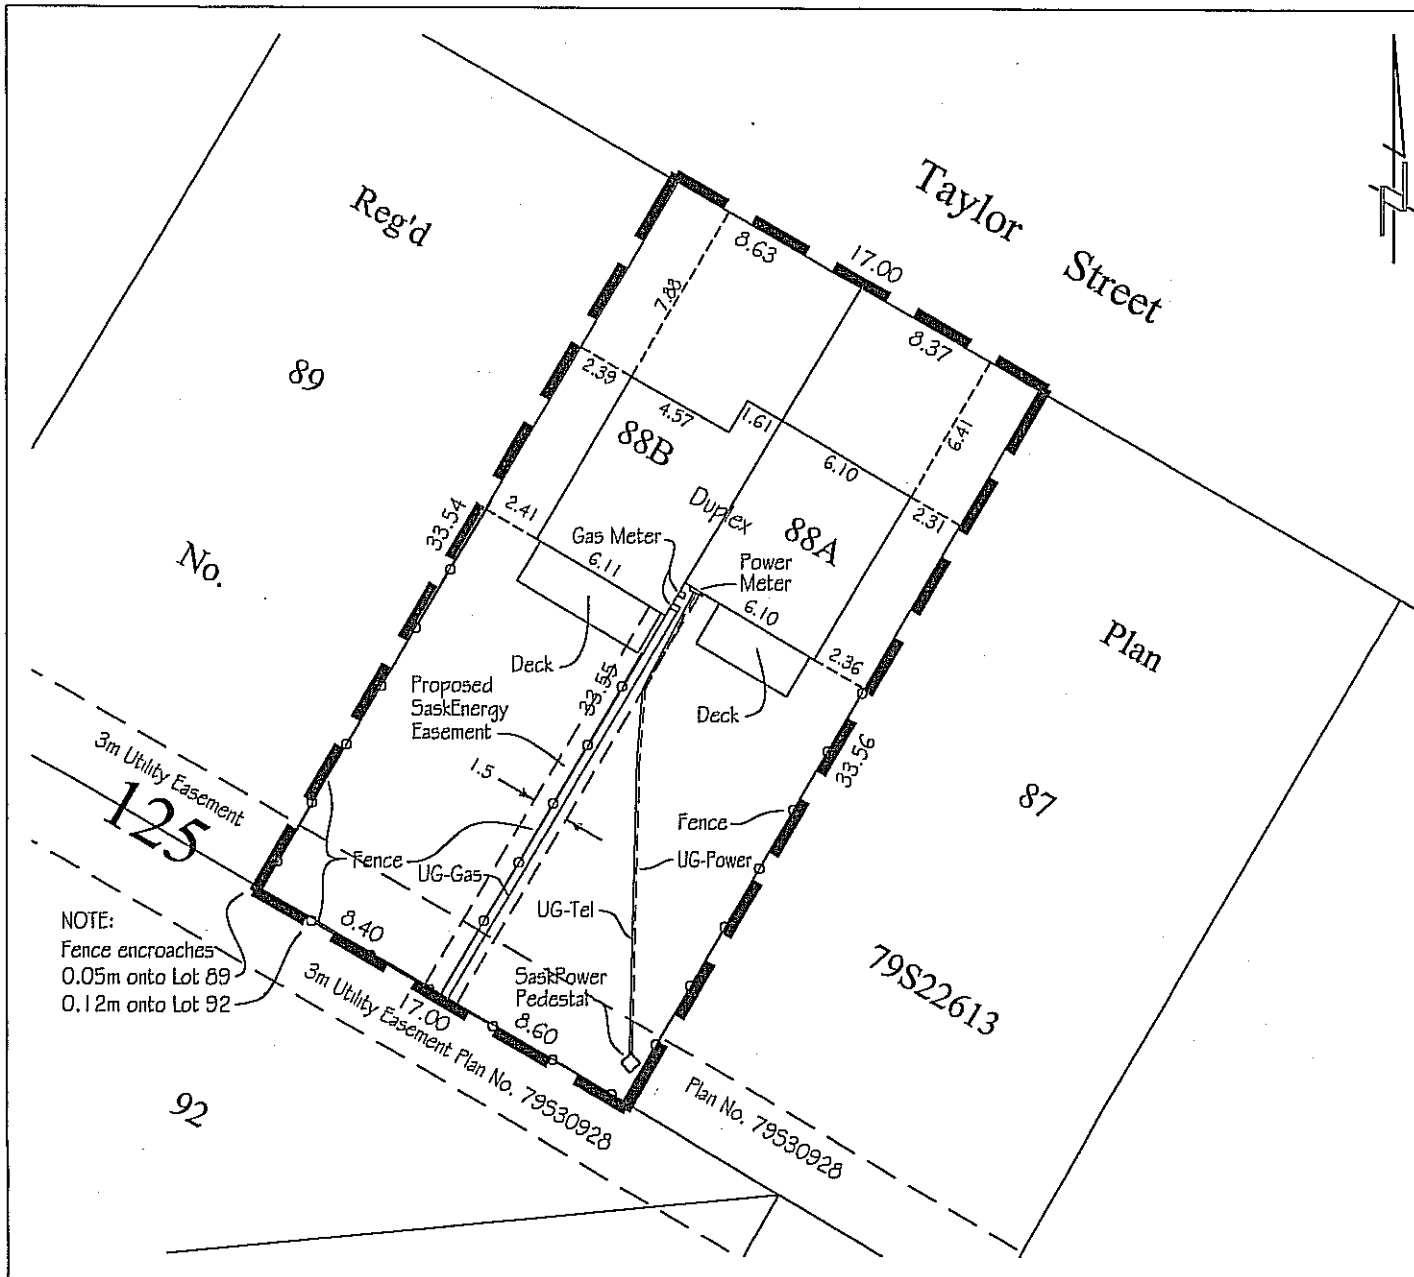 Taylor
Street
Reg'd
8.63
17.00
7.88
8.37
89
2.39
4.57
1.61
6.41
88B
6.10
Duplex
2.41
2.31
33.54
88A
Gas Meter
Power
Meter
No.
6.11
6.10
Plan
Deck
2.36
Proposed
SaskEnergy
Easement
33.55
Deck
3m Utility Easement
1.5
33.56
125
87
Fence
Fence
UG-Power
UG-Gas
UG-Tel
NOTE:
Fence encroaches
0.05m onto Lot 89
0.12m onto Lot 92
8.40
SaskPower
Pedestal
79S22613
17.00
8.60
3m Utility Easement Plan No. 79S30928
Plan No. 79S30928
92